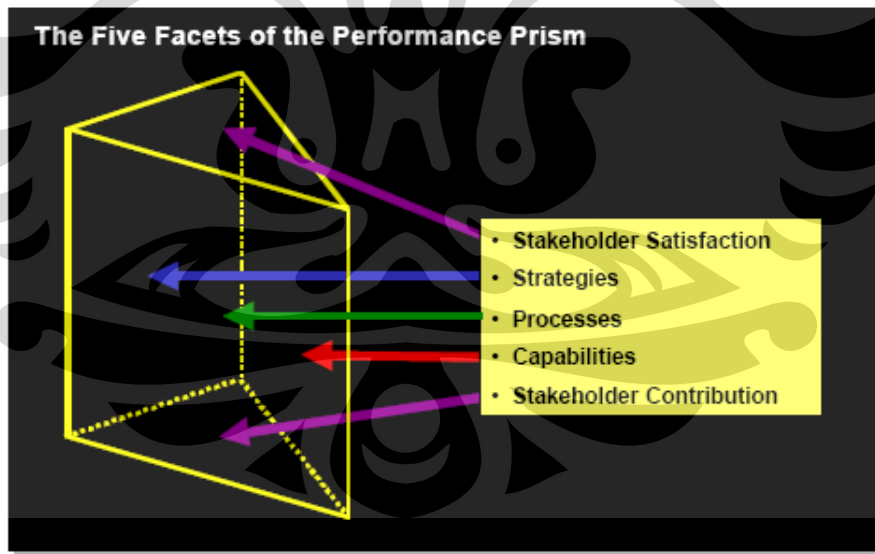 The Five Facets of the Performance Prism
• Stakeholder Satisfaction
• Strategies
• Processes
• Capabilities
• Stakeholder Contribution